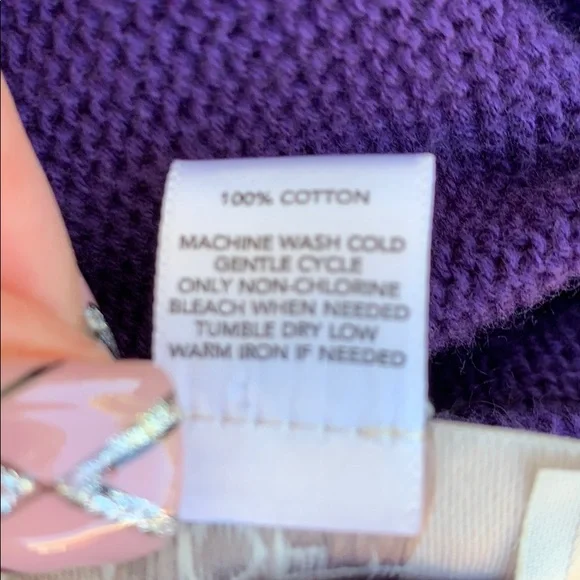 100% COTTON
MACHINE WASH COLD
GENTLE CYCLE
ONLY NON-CHLORINE
BLEACH WHEN NEEDED
TUMBLE DRY LOW
WARM IRON IF NEEDED